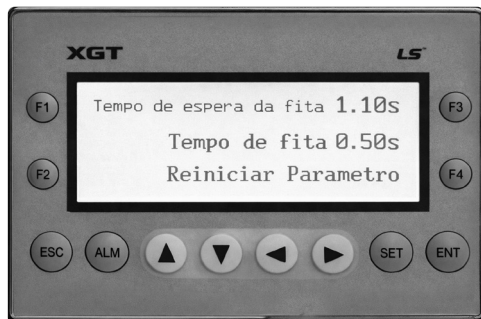 XGT LS
F1 Tempo de espera da fita 1.10s F3
Tempo de fita 0.50s
F2 Reiniciar Parametro F4
ESC ALM SET ENT